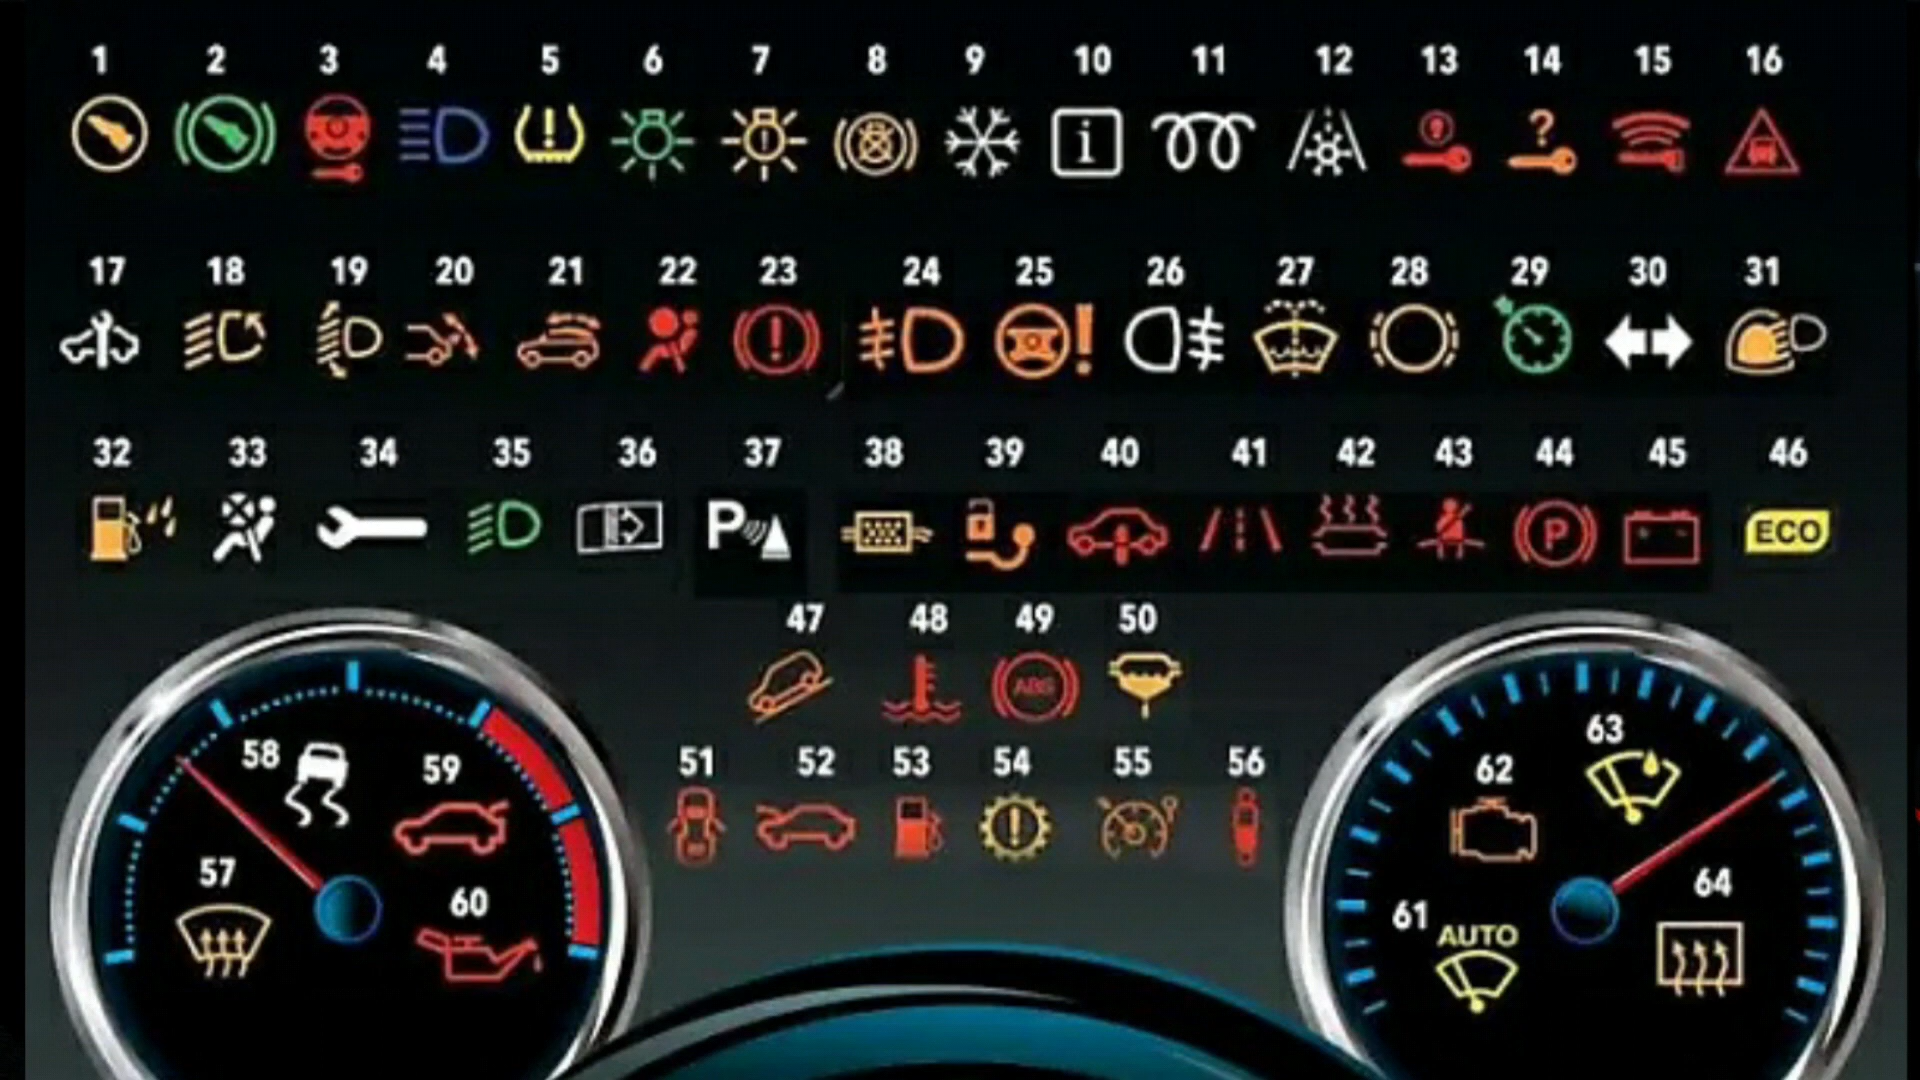 1 2 3 4 5 6 7 8 9 10 11 12 13 14 15 16
i
?
17 18 19 20 21 22 23 24 25 26 27 28 29 30 31
!
!
32 33 34 35 36 37 38 39 40 41 42 43 44 45 46
P
P
ECO
47 48 49 50
ABS
51 52 53 54 55 56
!
58 59
57 60
63
62
64
61
AUTO